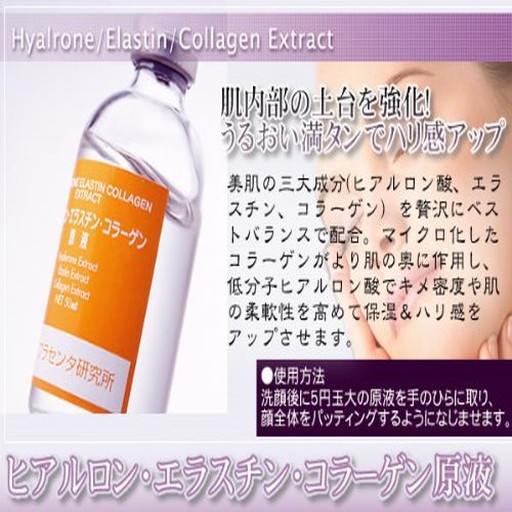 Hyalrone/Elastin/Collagen Extract
肌内部の土台を強化!
うるおい満タンでハリ感アップ
美肌の三大成分(ヒアルロン酸、エラ
スチン、コラーゲン) を贅沢にベス
トバランスで配合。マイクロ化した
コラーゲンがより肌の奥に作用し、
低分子ヒアルロン酸でキメ密度や肌
の柔軟性を高めて保湿＆ハリ感を
アップさせます。
●使用方法
洗顔後に5円玉大の原液を手のひらに取り、
顔全体をパッティングするようになじませます。
ELASTIN COLLAGEN
EXTRACT
エラスチン・コラーゲン
原液
Hyalrone Extract
Elastin Extract
Collagen Extract
NET 50ml
プラセンタ研究所
ヒアルロン・エラスチン・コラーゲン原液